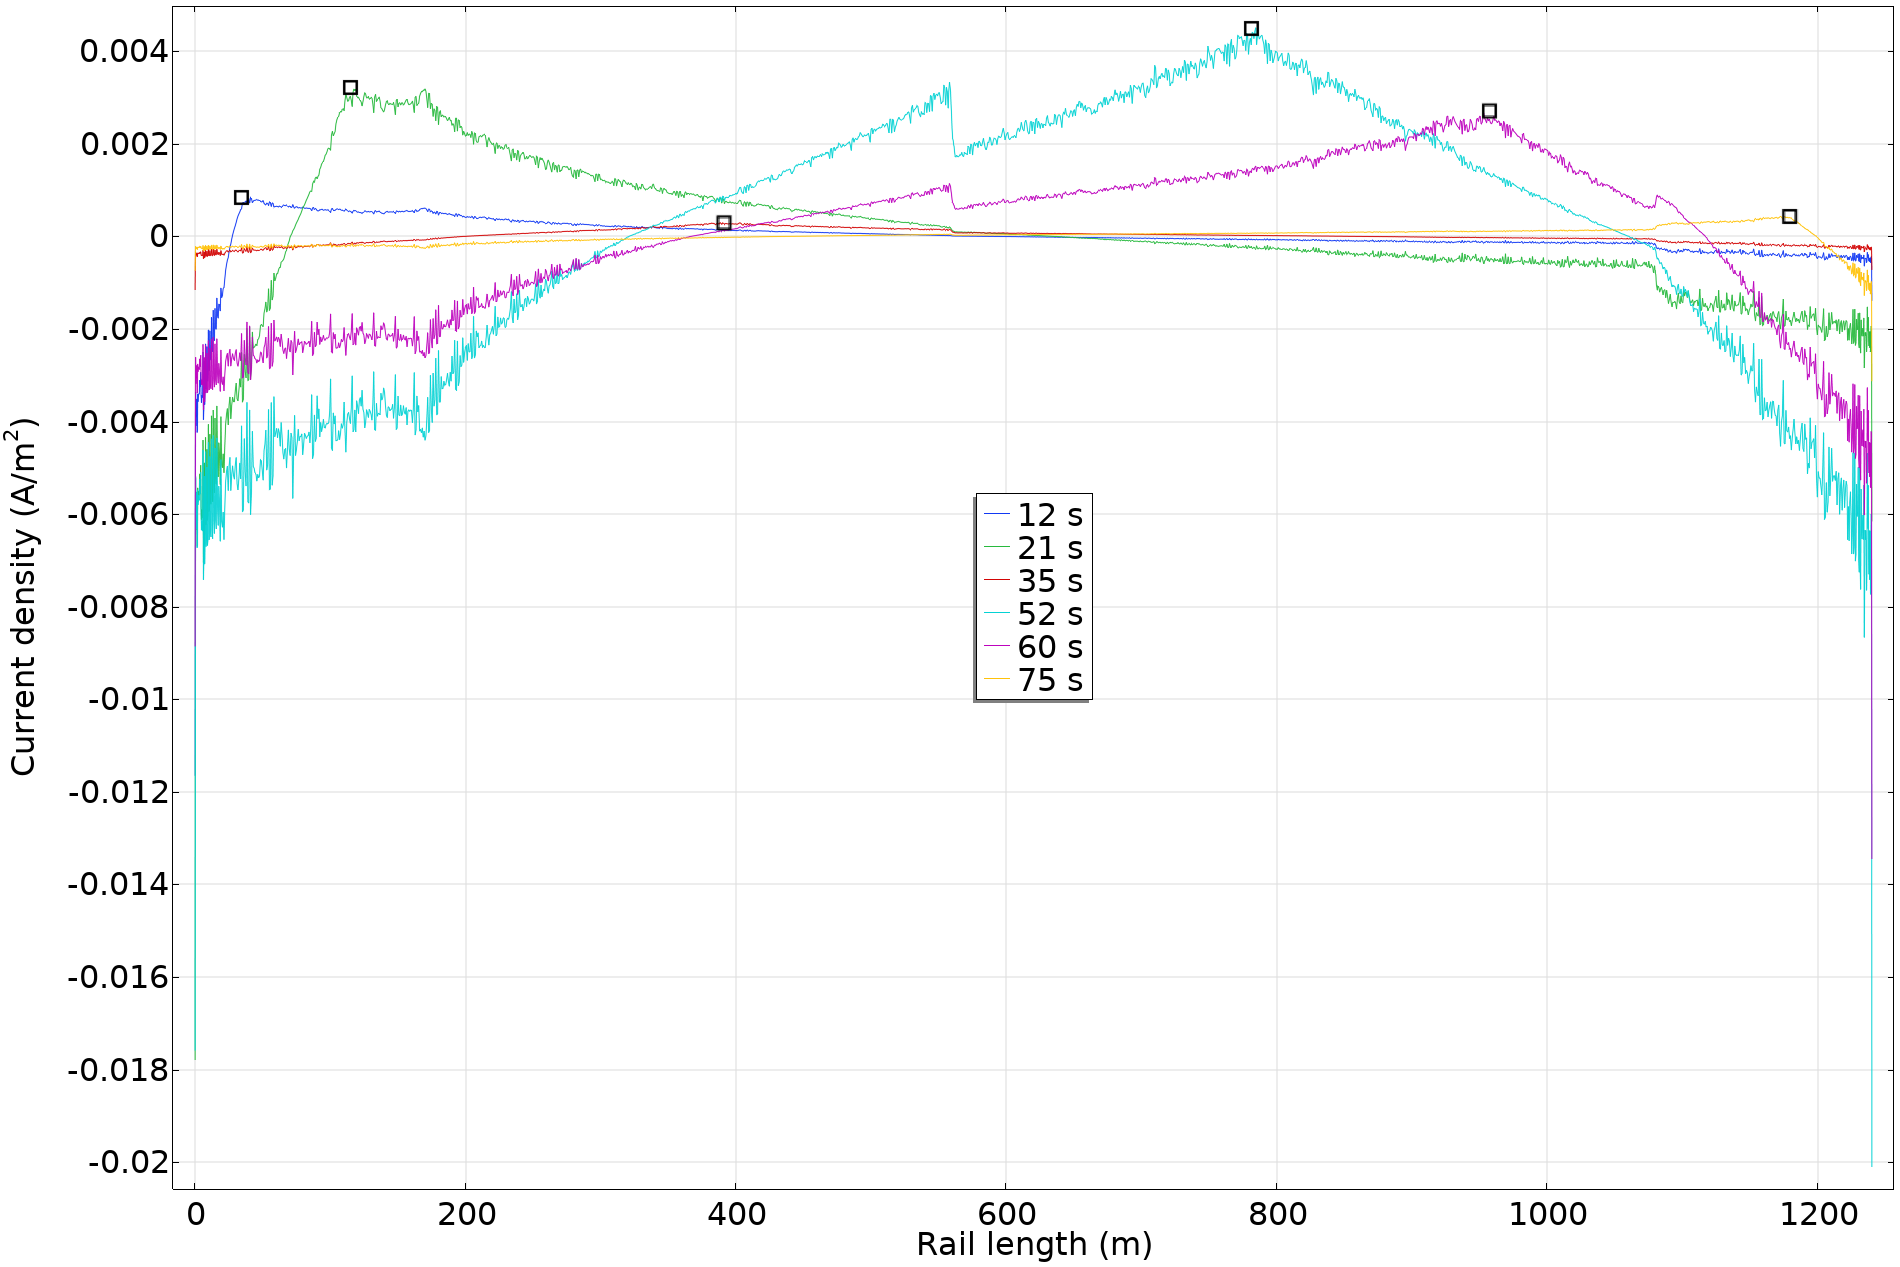 Current density (A/m²)
0.004
0.002
0
-0.002
-0.004
-0.006
-0.008
-0.01
-0.012
-0.014
-0.016
-0.018
-0.02
12 s
21 s
35 s
52 s
60 s
75 s
0 200 400 600 800 1000 1200
Rail length (m)